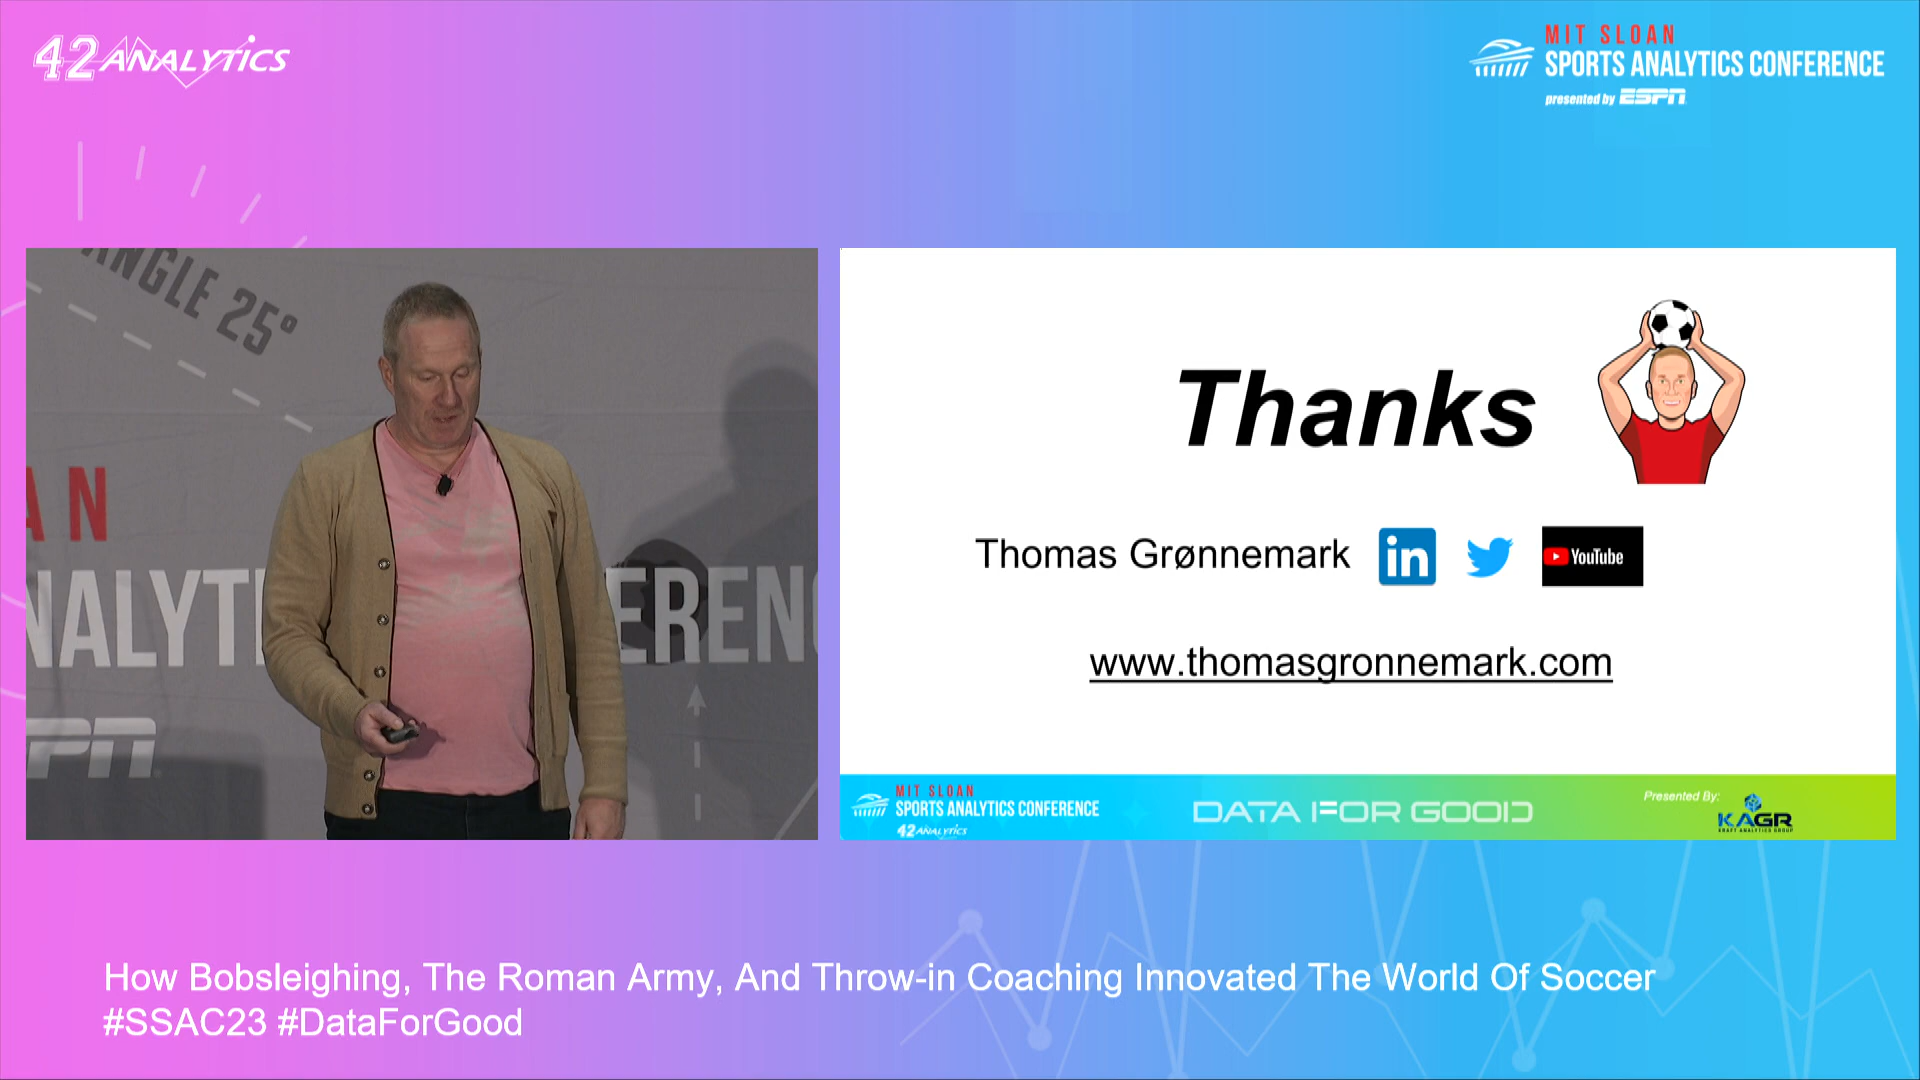 42 ANALYTICS
MIT SLOAN
SPORTS ANALYTICS CONFERENCE
presented by ESPN
ANGLE 25°
AN
NALYT ERENC
SPN
Thanks
Thomas Grønnemark in YouTube
www.thomasgronnemark.com
MIT SLOAN
SPORTS ANALYTICS CONFERENCE
42 ANALYTICS
DATA FOR GOOD
Presented By:
KAGR
KRAFT ANALYTICS GROUP
How Bobsleighing, The Roman Army, And Throw-in Coaching Innovated The World Of Soccer
#SSAC23 #DataForGood